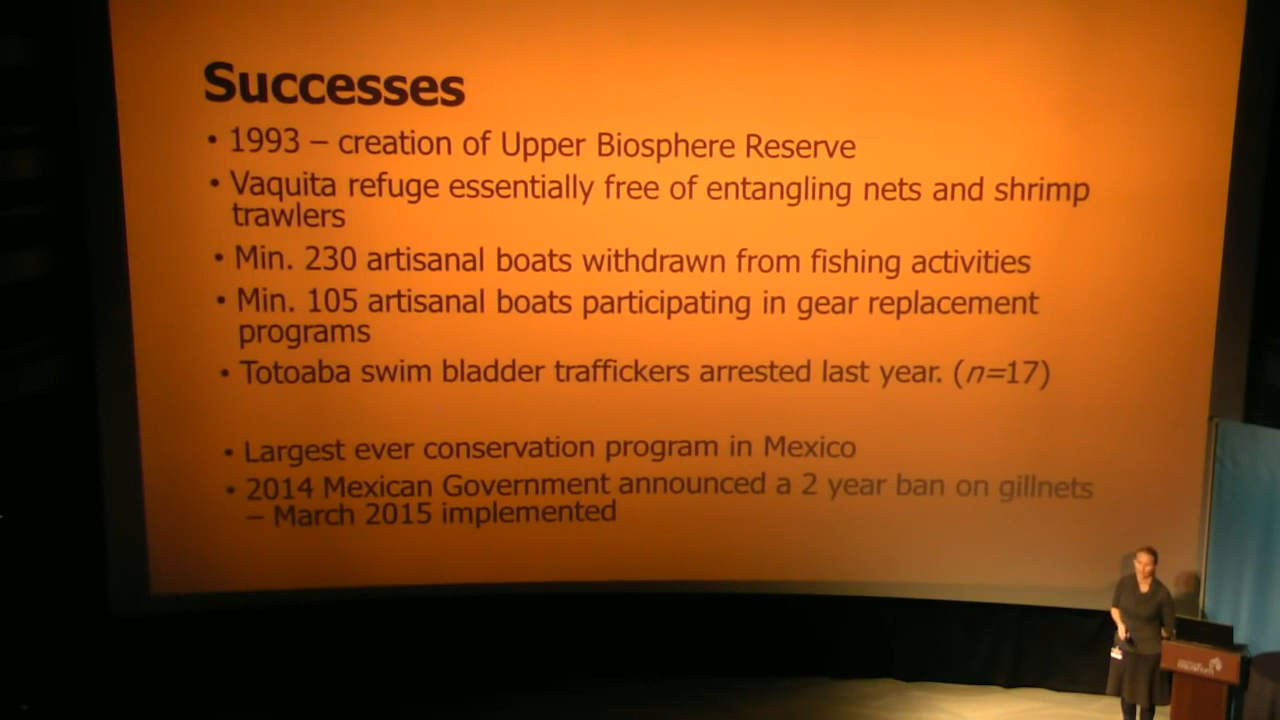 Successes
• 1993 – creation of Upper Biosphere Reserve
• Vaquita refuge essentially free of entangling nets and shrimp
trawlers
• Min. 230 artisanal boats withdrawn from fishing activities
• Min. 105 artisanal boats participating in gear replacement
programs
• Totoaba swim bladder traffickers arrested last year. (n=17)
• Largest ever conservation program in Mexico
• 2014 Mexican Government announced a 2 year ban on gillnets
– March 2015 implemented